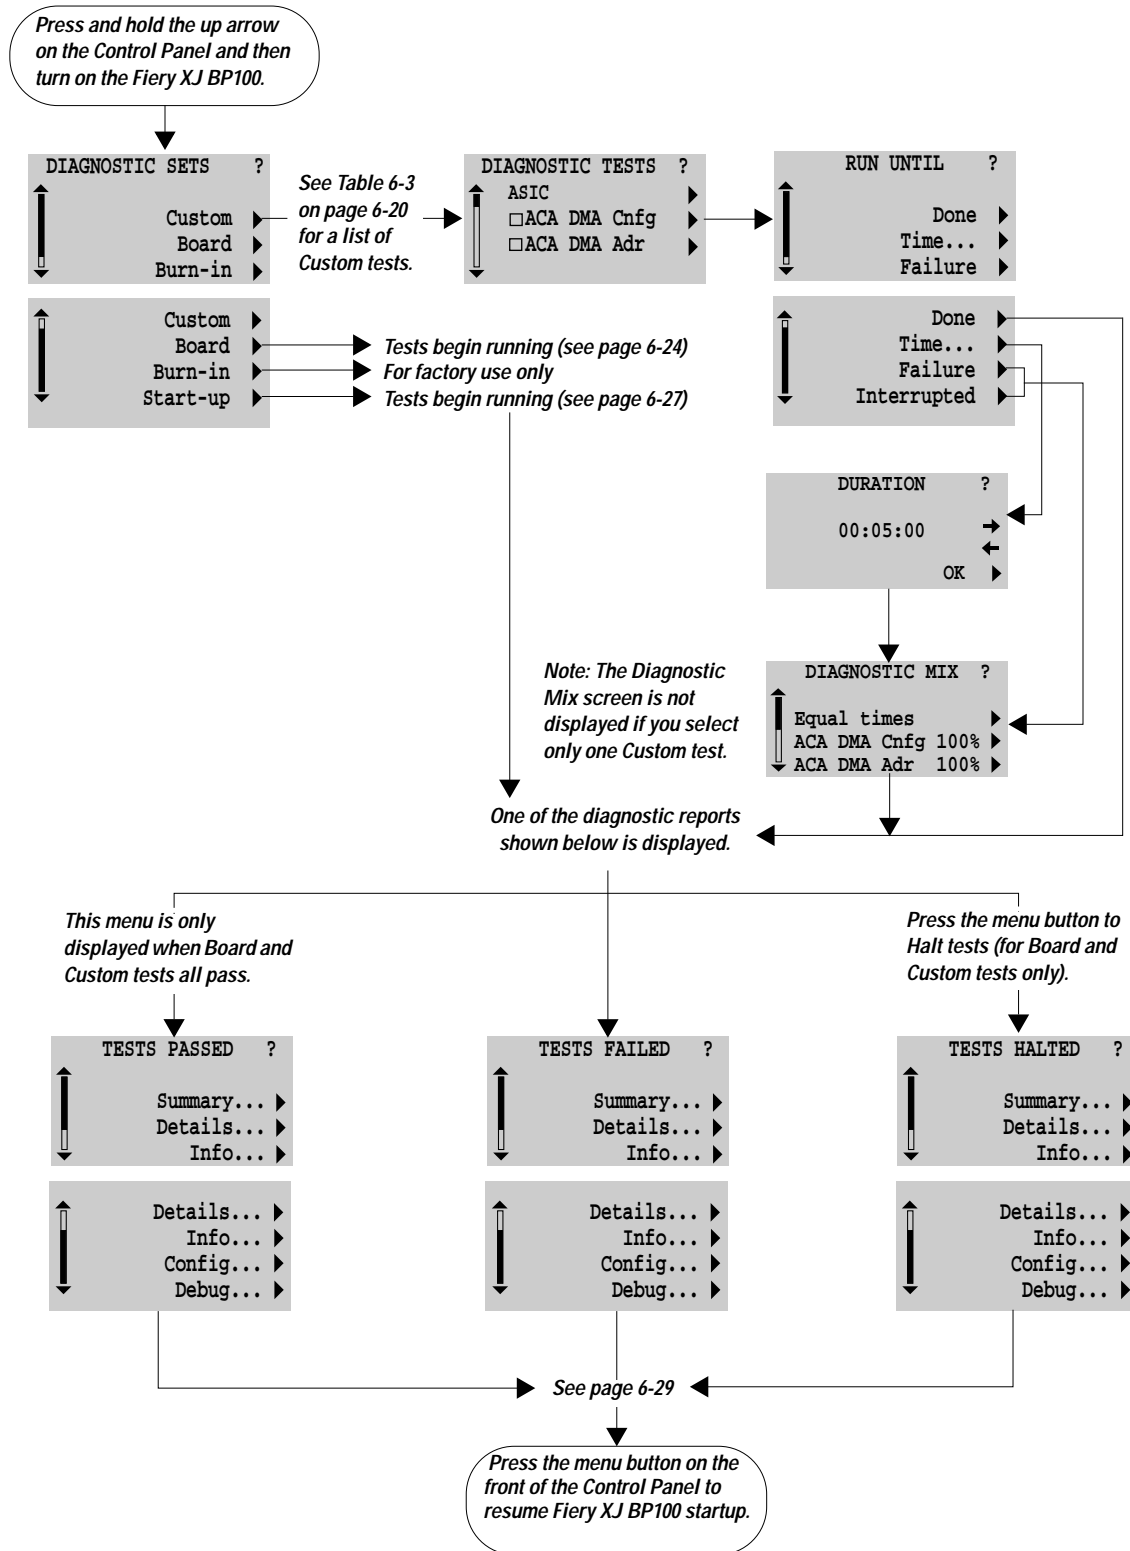 Press and hold the up arrow
on the Control Panel and then
turn on the Fiery XJ BP100.
DIAGNOSTIC SETS ?
Custom
Board
Burn-in
See Table 6-3
on page 6-20
for a list of
Custom tests.
DIAGNOSTIC TESTS ?
ASIC
ACA DMA Cnfg
ACA DMA Adr
RUN UNTIL ?
Done
Time...
Failure
Custom
Board
Burn-in
Start-up
Tests begin running (see page 6-24)
For factory use only
Tests begin running (see page 6-27)
Done
Time...
Failure
Interrupted
DURATION ?
00:05:00
OK
Note: The Diagnostic
Mix screen is not
displayed if you select
only one Custom test.
DIAGNOSTIC MIX ?
Equal times
ACA DMA Cnfg 100%
ACA DMA Adr 100%
One of the diagnostic reports
shown below is displayed.
This menu is only
displayed when Board and
Custom tests all pass.
Press the menu button to
Halt tests (for Board and
Custom tests only).
TESTS PASSED ?
Summary...
Details...
Info...
Details...
Info...
Config...
Debug...
TESTS FAILED ?
Summary...
Details...
Info...
Details...
Info...
Config...
Debug...
TESTS HALTED ?
Summary...
Details...
Info...
Details...
Info...
Config...
Debug...
See page 6-29
Press the menu button on the
front of the Control Panel to
resume Fiery XJ BP100 startup.